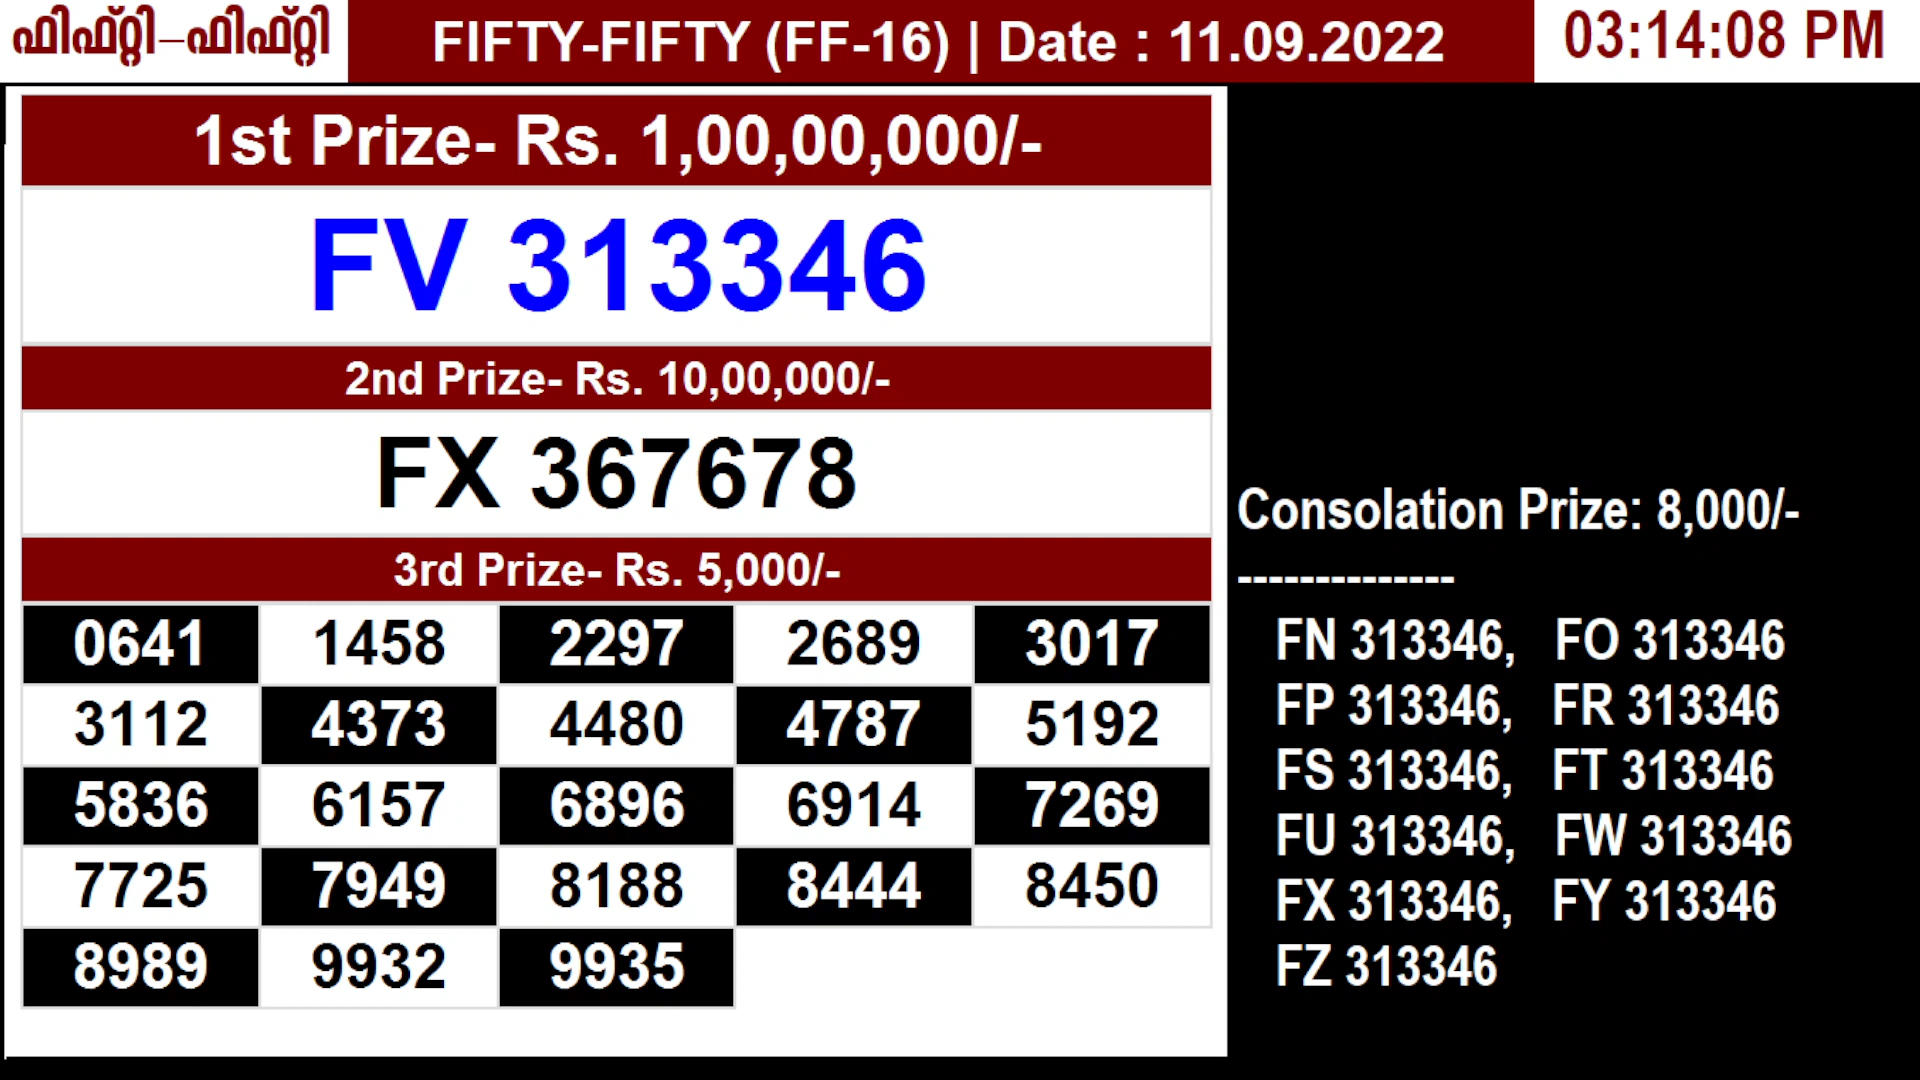 ഫിഫ്റ്റി–ഫിഫ്റ്റി
FIFTY-FIFTY (FF-16) | Date : 11.09.2022
03:14:08 PM
1st Prize- Rs. 1,00,00,000/-
FV 313346
2nd Prize- Rs. 10,00,000/-
FX 367678
3rd Prize- Rs. 5,000/-
0641 1458 2297 2689 3017
3112 4373 4480 4787 5192
5836 6157 6896 6914 7269
7725 7949 8188 8444 8450
8989 9932 9935
Consolation Prize: 8,000/-
--------------
FN 313346, FO 313346
FP 313346, FR 313346
FS 313346, FT 313346
FU 313346, FW 313346
FX 313346, FY 313346
FZ 313346